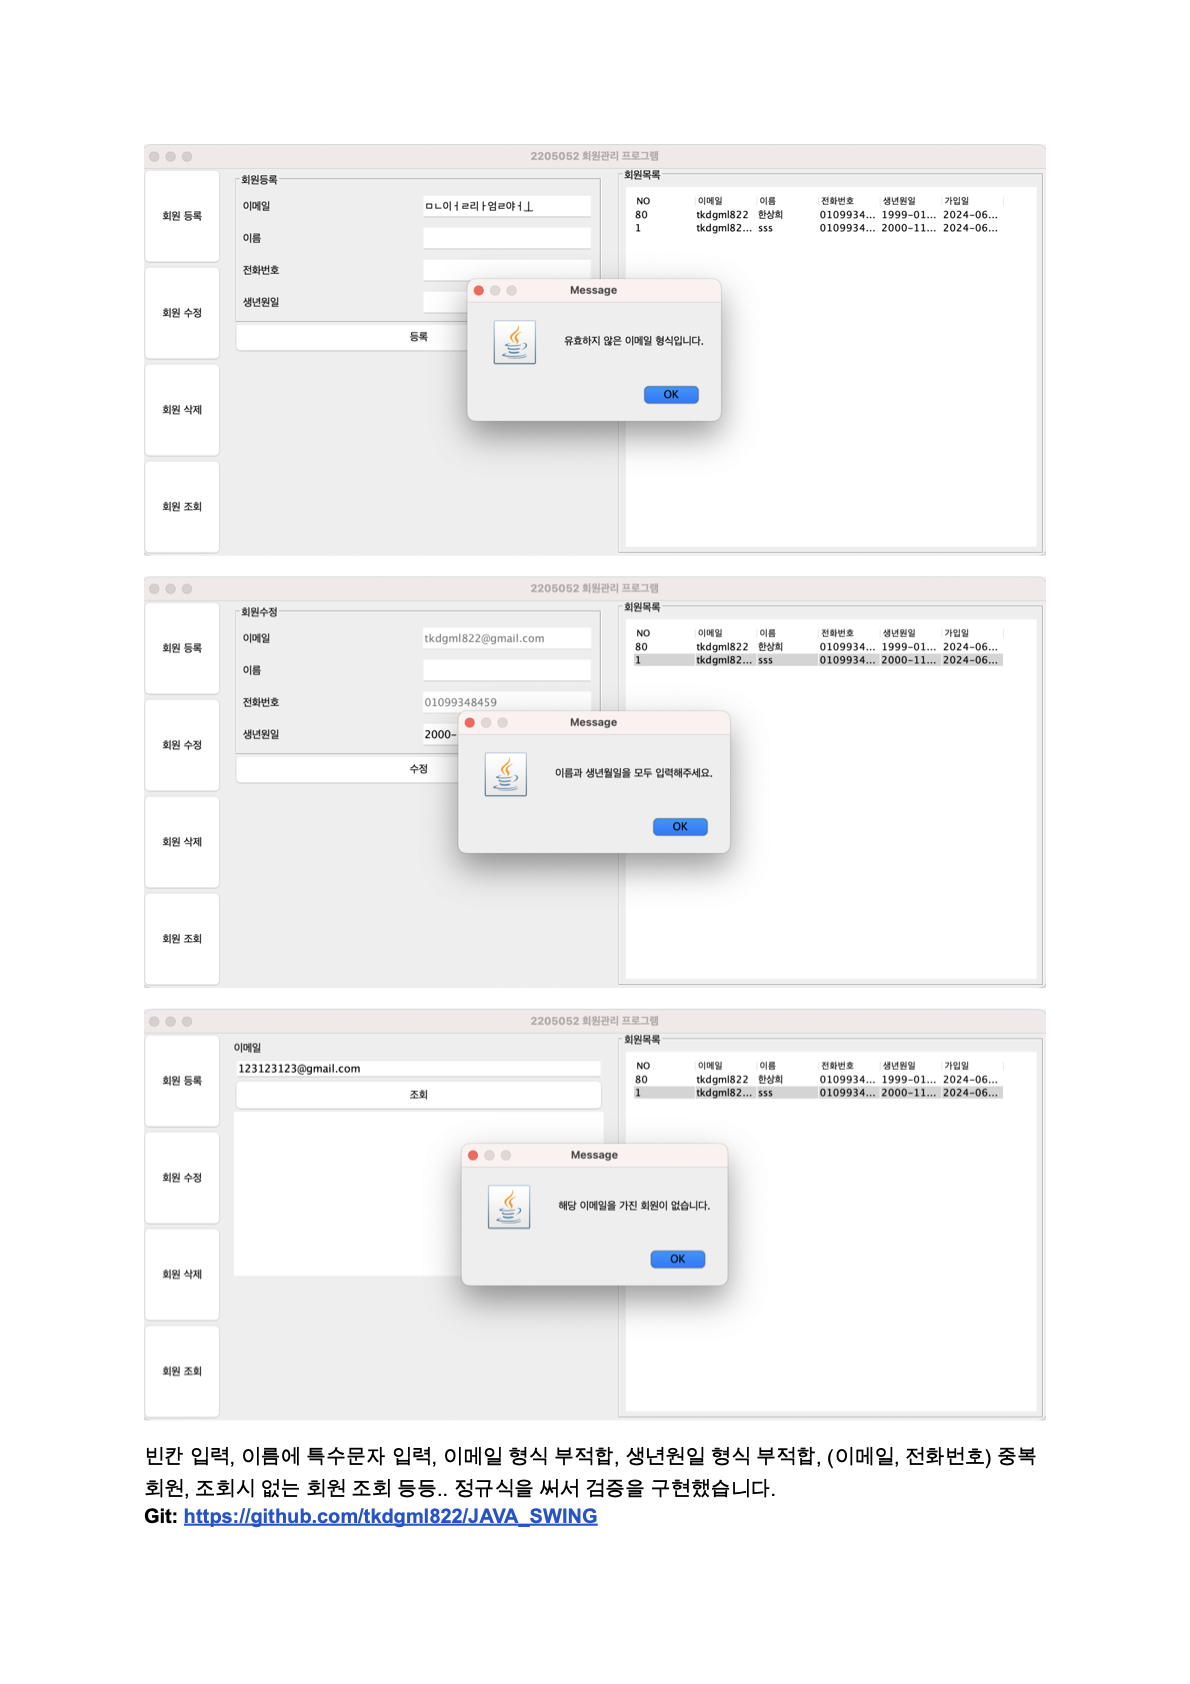 2205052 회원관리 프로그램
회원 등록
회원 수정
회원 삭제
회원 조회
회원등록
이메일 ㅁㄴ이ㅓㄹ리ㅏ엄ㄹ야ㅓㅗ
이름
전화번호
생년원일
등록
회원목록
NO 이메일 이름 전화번호 생년원일 가입일
80 tkdgml822 한상희 0109934... 1999-01... 2024-06...
1 tkdgml82... sss 0109934... 2000-11... 2024-06...
Message
유효하지 않은 이메일 형식입니다.
OK
2205052 회원관리 프로그램
회원 등록
회원 수정
회원 삭제
회원 조회
회원수정
이메일 tkdgml822@gmail.com
이름
전화번호 01099348459
생년원일 2000-
수정
회원목록
NO 이메일 이름 전화번호 생년원일 가입일
80 tkdgml822 한상희 0109934... 1999-01... 2024-06...
1 tkdgml82... sss 0109934... 2000-11... 2024-06...
Message
이름과 생년월일을 모두 입력해주세요.
OK
2205052 회원관리 프로그램
회원 등록
회원 수정
회원 삭제
회원 조회
이메일
123123123@gmail.com
조회
회원목록
NO 이메일 이름 전화번호 생년원일 가입일
80 tkdgml822 한상희 0109934... 1999-01... 2024-06...
1 tkdgml82... sss 0109934... 2000-11... 2024-06...
Message
해당 이메일을 가진 회원이 없습니다.
OK
빈칸 입력, 이름에 특수문자 입력, 이메일 형식 부적합, 생년원일 형식 부적합, (이메일, 전화번호) 중복
회원, 조회시 없는 회원 조회 등등.. 정규식을 써서 검증을 구현했습니다.
Git: https://github.com/tkdgml822/JAVA_SWING